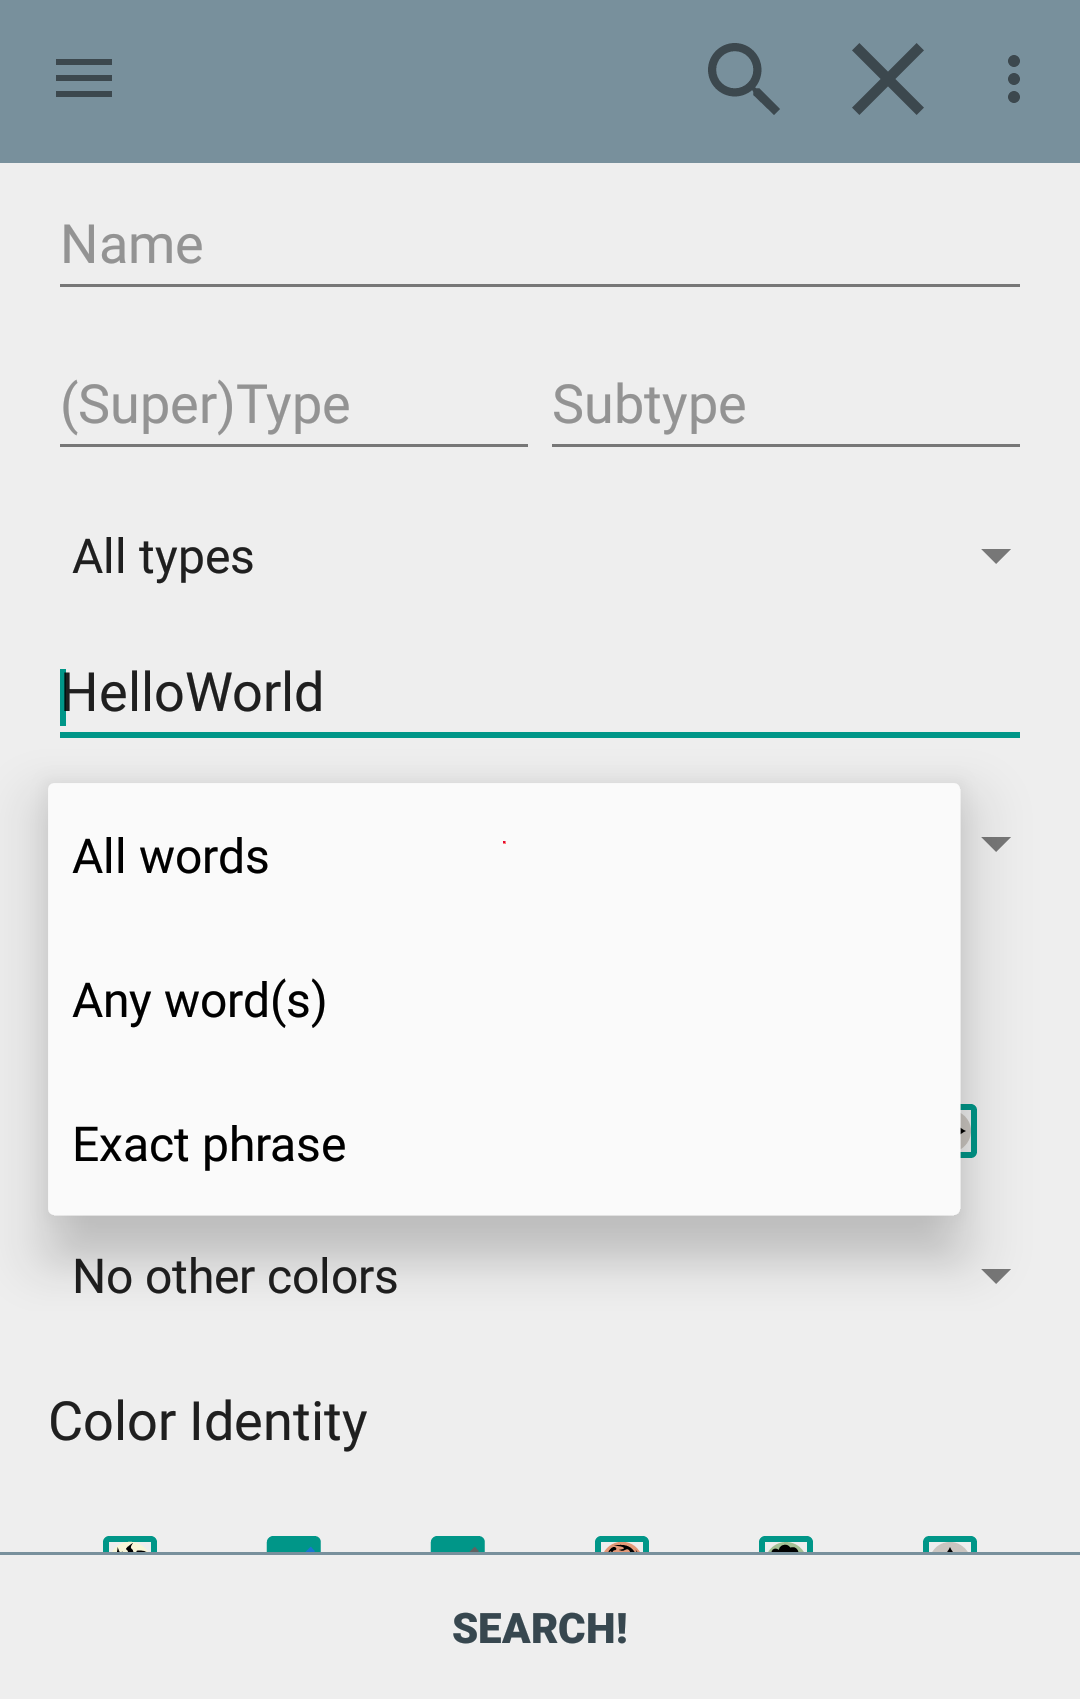 Name
(Super)Type Subtype
All types
HelloWorld
All words
Any word(s)
Exact phrase
No other colors
Color Identity
SEARCH!